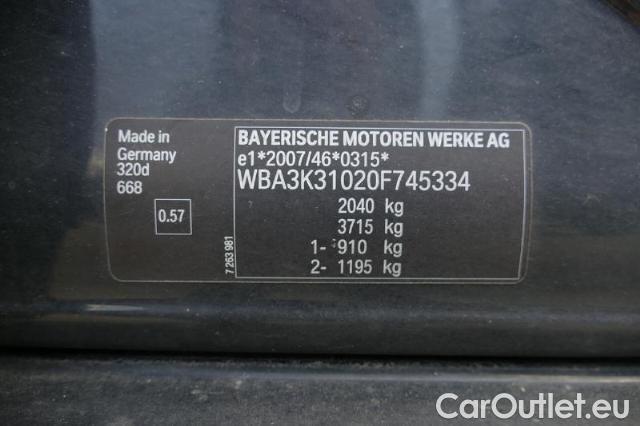 Made in
Germany
320d
668
0.57
7 263 981
BAYERISCHE MOTOREN WERKE AG
e1*2007/46*0315*
WBA3K31020F745334
2040 kg
3715 kg
1- 910 kg
2- 1195 kg
CarOutlet.eu